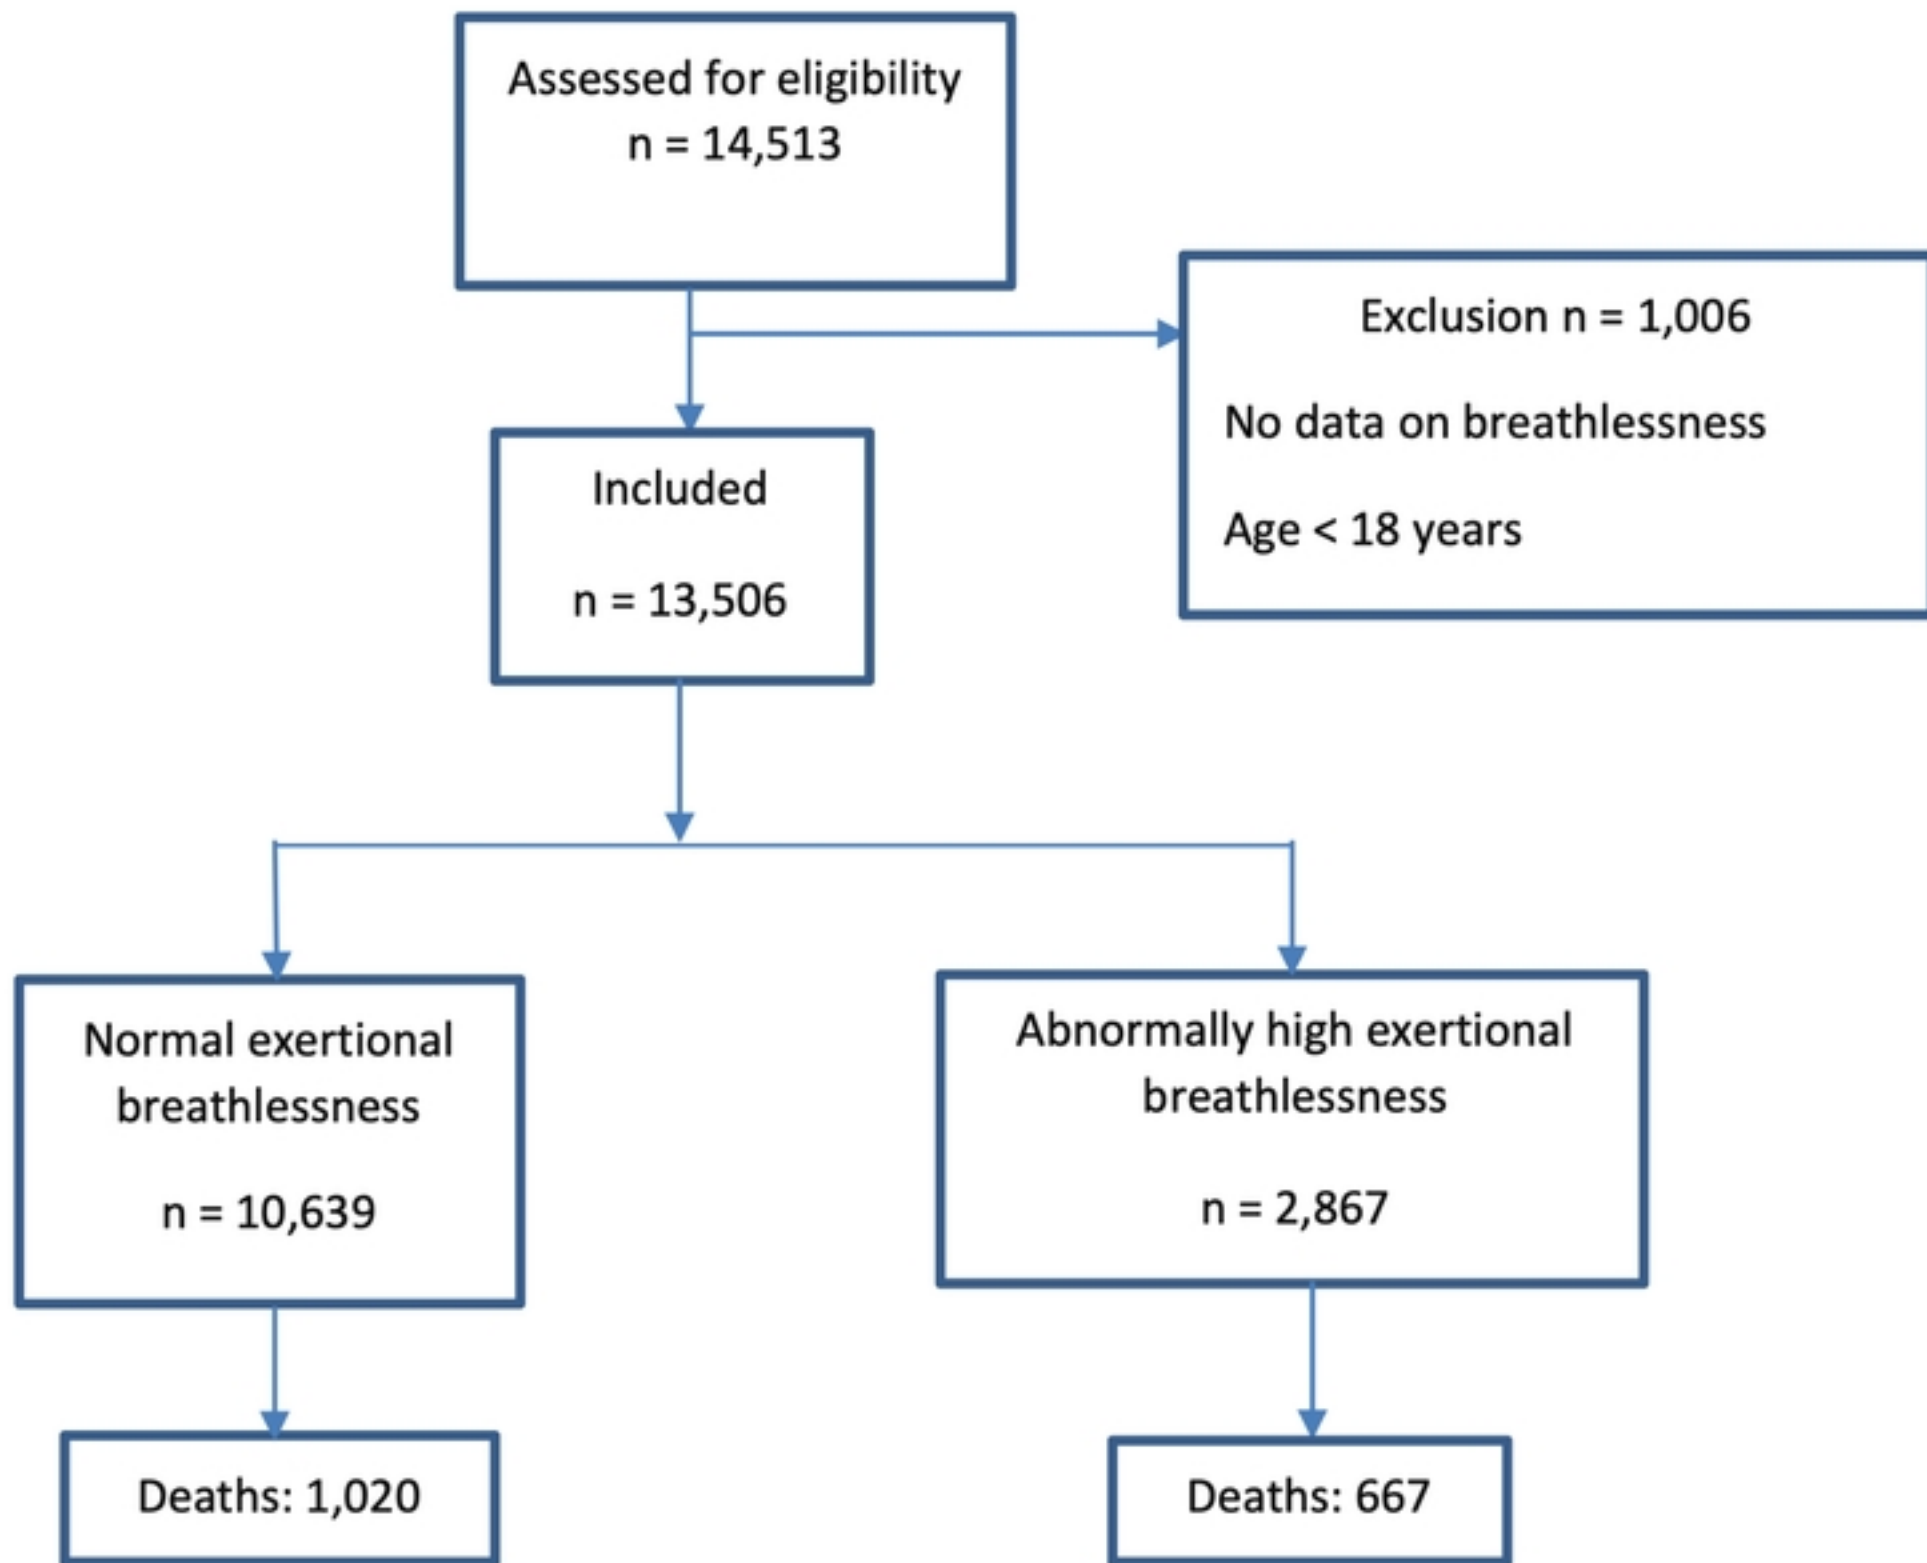 Assessed for eligibility
n = 14,513
Exclusion n = 1,006
No data on breathlessness
Age < 18 years
Included
n = 13,506
Normal exertional
breathlessness
n = 10,639
Abnormally high exertional
breathlessness
n = 2,867
Deaths: 1,020
Deaths: 667